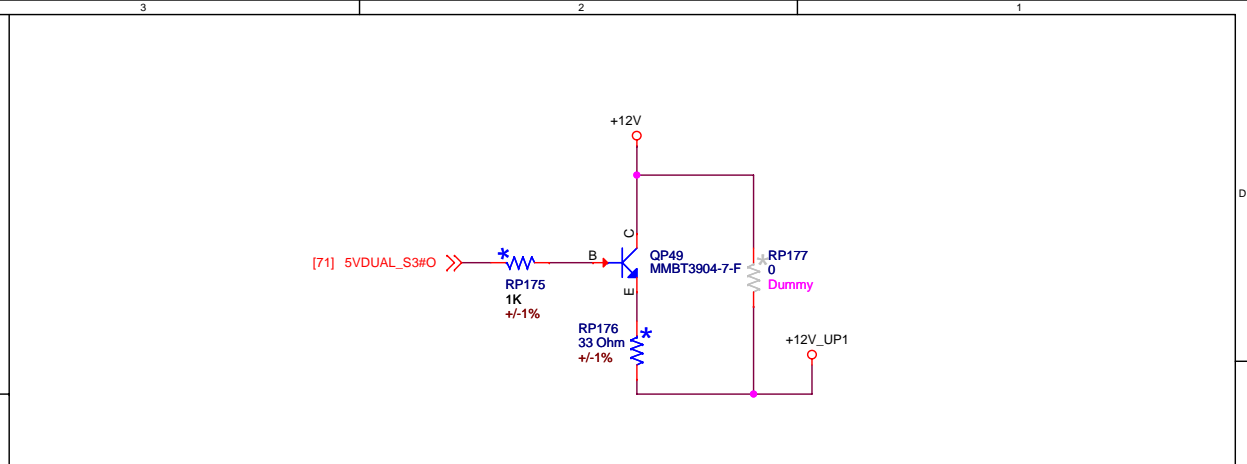 3 2 1
+12V
D
C
B
QP49
MMBT3904-7-F
[71] 5VDUAL_S3#O
*
RP175
1K
+/-1%
E
*
RP177
0
Dummy
RP176
33 Ohm
+/-1%
*
+12V_UP1